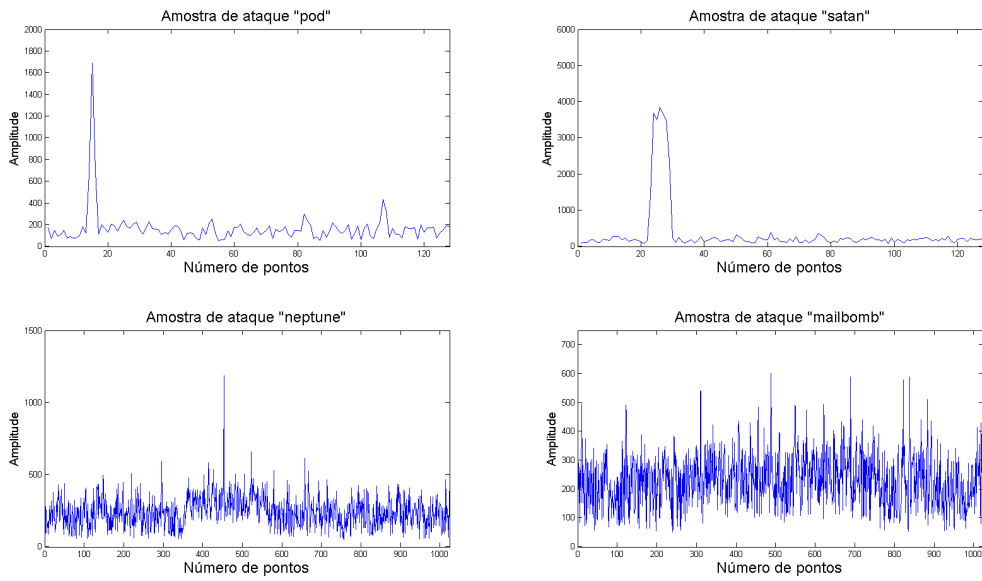 Amostra de ataque "pod"
2000
1800
1600
1400
1200
1000
800
600
400
200
0
Amplitude
0 20 40 60 80 100 120
Número de pontos
Amostra de ataque "satan"
6000
5000
4000
3000
2000
1000
0
Amplitude
0 20 40 60 80 100 120
Número de pontos
Amostra de ataque "neptune"
1500
1000
500
0
Amplitude
0 100 200 300 400 500 600 700 800 900 1000
Número de pontos
Amostra de ataque "mailbomb"
700
600
500
400
300
200
100
0
Amplitude
0 100 200 300 400 500 600 700 800 900 1000
Número de pontos